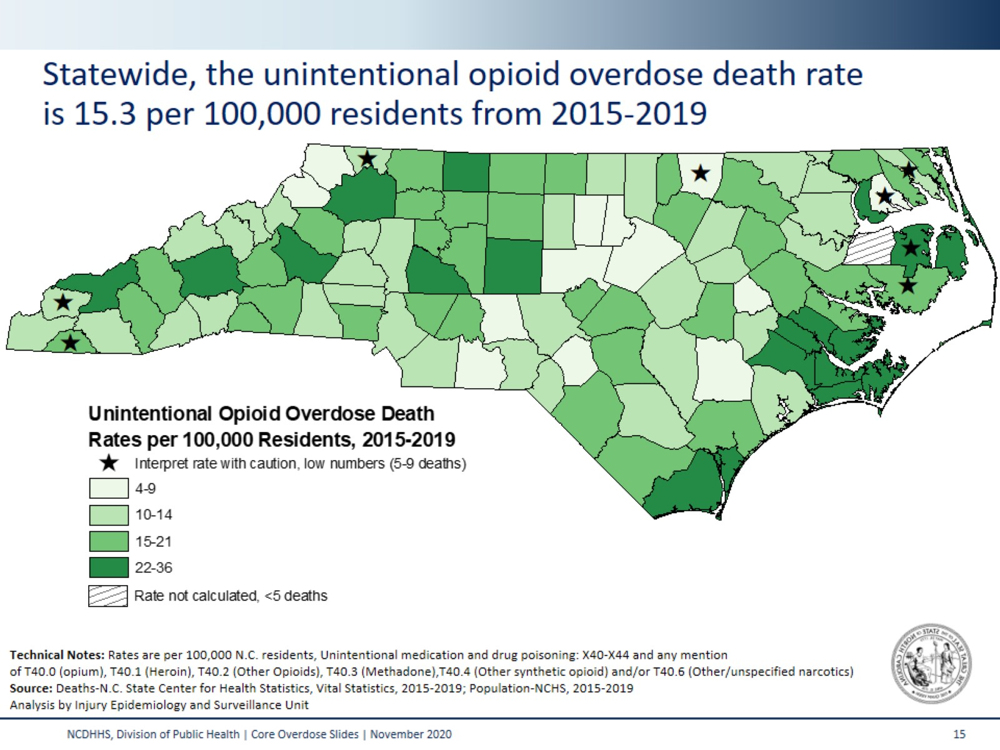 Statewide, the unintentional opioid overdose death rate
is 15.3 per 100,000 residents from 2015-2019
Unintentional Opioid Overdose Death
Rates per 100,000 Residents, 2015-2019
Interpret rate with caution, low numbers (5-9 deaths)
4-9
10-14
15-21
22-36
Rate not calculated, <5 deaths
Technical Notes: Rates are per 100,000 N.C. residents, Unintentional medication and drug poisoning: X40-X44 and any mention
of T40.0 (opium), T40.1 (Heroin), T40.2 (Other Opioids), T40.3 (Methadone),T40.4 (Other synthetic opioid) and/or T40.6 (Other/unspecified narcotics)
Source: Deaths-N.C. State Center for Health Statistics, Vital Statistics, 2015-2019; Population-NCHS, 2015-2019
Analysis by Injury Epidemiology and Surveillance Unit
NCDHHS, Division of Public Health | Core Overdose Slides | November 2020
15